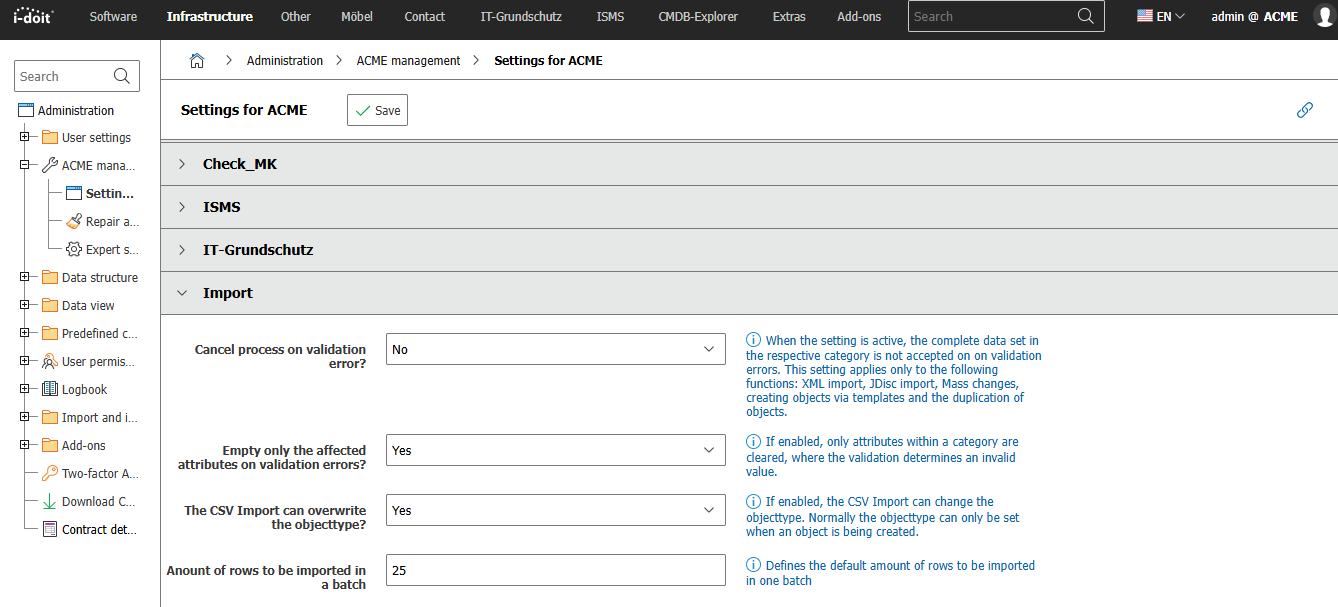 i-doit
Software
Infrastructure
Other
Möbel
Contact
IT-Grundschutz
ISMS
CMDB-Explorer
Extras
Add-ons
Search
EN
admin @ ACME
Search
Administration
User settings
ACME mana...
Settin...
Repair a...
Expert s...
Data structure
Data view
Predefined c...
User permis...
Logbook
Import and i...
Add-ons
Two-factor A...
Download C...
Contract det...
Administration
ACME management
Settings for ACME
Settings for ACME
Save
Check_MK
ISMS
IT-Grundschutz
Import
Cancel process on validation
error?
No
When the setting is active, the complete data set in
the respective category is not accepted on on validation
errors. This setting applies only to the following
functions: XML import, JDisc import, Mass changes,
creating objects via templates and the duplication of
objects.
Empty only the affected
attributes on validation errors?
Yes
If enabled, only attributes within a category are
cleared, where the validation determines an invalid
value.
The CSV Import can overwrite
the objecttype?
Yes
If enabled, the CSV Import can change the
objecttype. Normally the objecttype can only be set
when an object is being created.
Amount of rows to be imported in
a batch
25
Defines the default amount of rows to be imported
in one batch